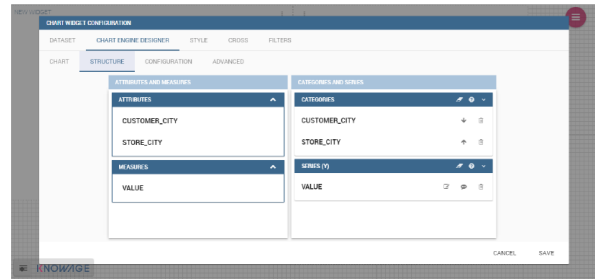 NEW WIDGET
CHART WIDGET CONFIGURATION
DATASET CHART ENGINE DESIGNER STYLE CROSS FILTERS
CHART STRUCTURE CONFIGURATION ADVANCED
ATTRIBUTES AND MEASURES
ATTRIBUTES
CUSTOMER_CITY
STORE_CITY
MEASURES
VALUE
CATEGORIES AND SERIES
CATEGORIES
CUSTOMER_CITY
STORE_CITY
SERIES (Y)
VALUE
CANCEL SAVE
KNOWAGE